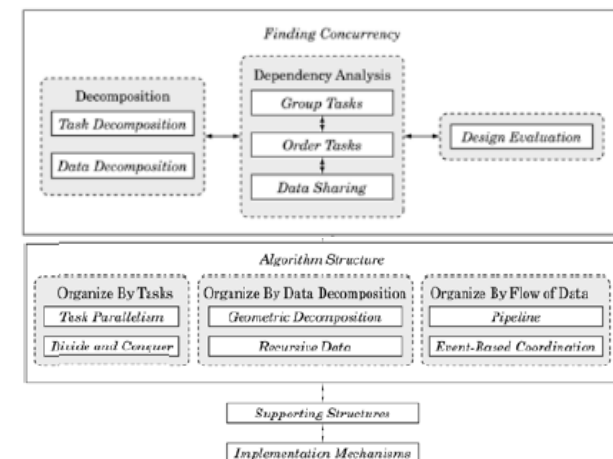 Finding Concurrency
Decomposition
Task Decomposition
Data Decomposition
Dependency Analysis
Group Tasks
Order Tasks
Data Sharing
Design Evaluation
Algorithm Structure
Organize By Tasks
Task Parallelism
Divide and Conquer
Organize By Data Decomposition
Geometric Decomposition
Recursive Data
Organize By Flow of Data
Pipeline
Event-Based Coordination
Supporting Structures
Implementation Mechanisms